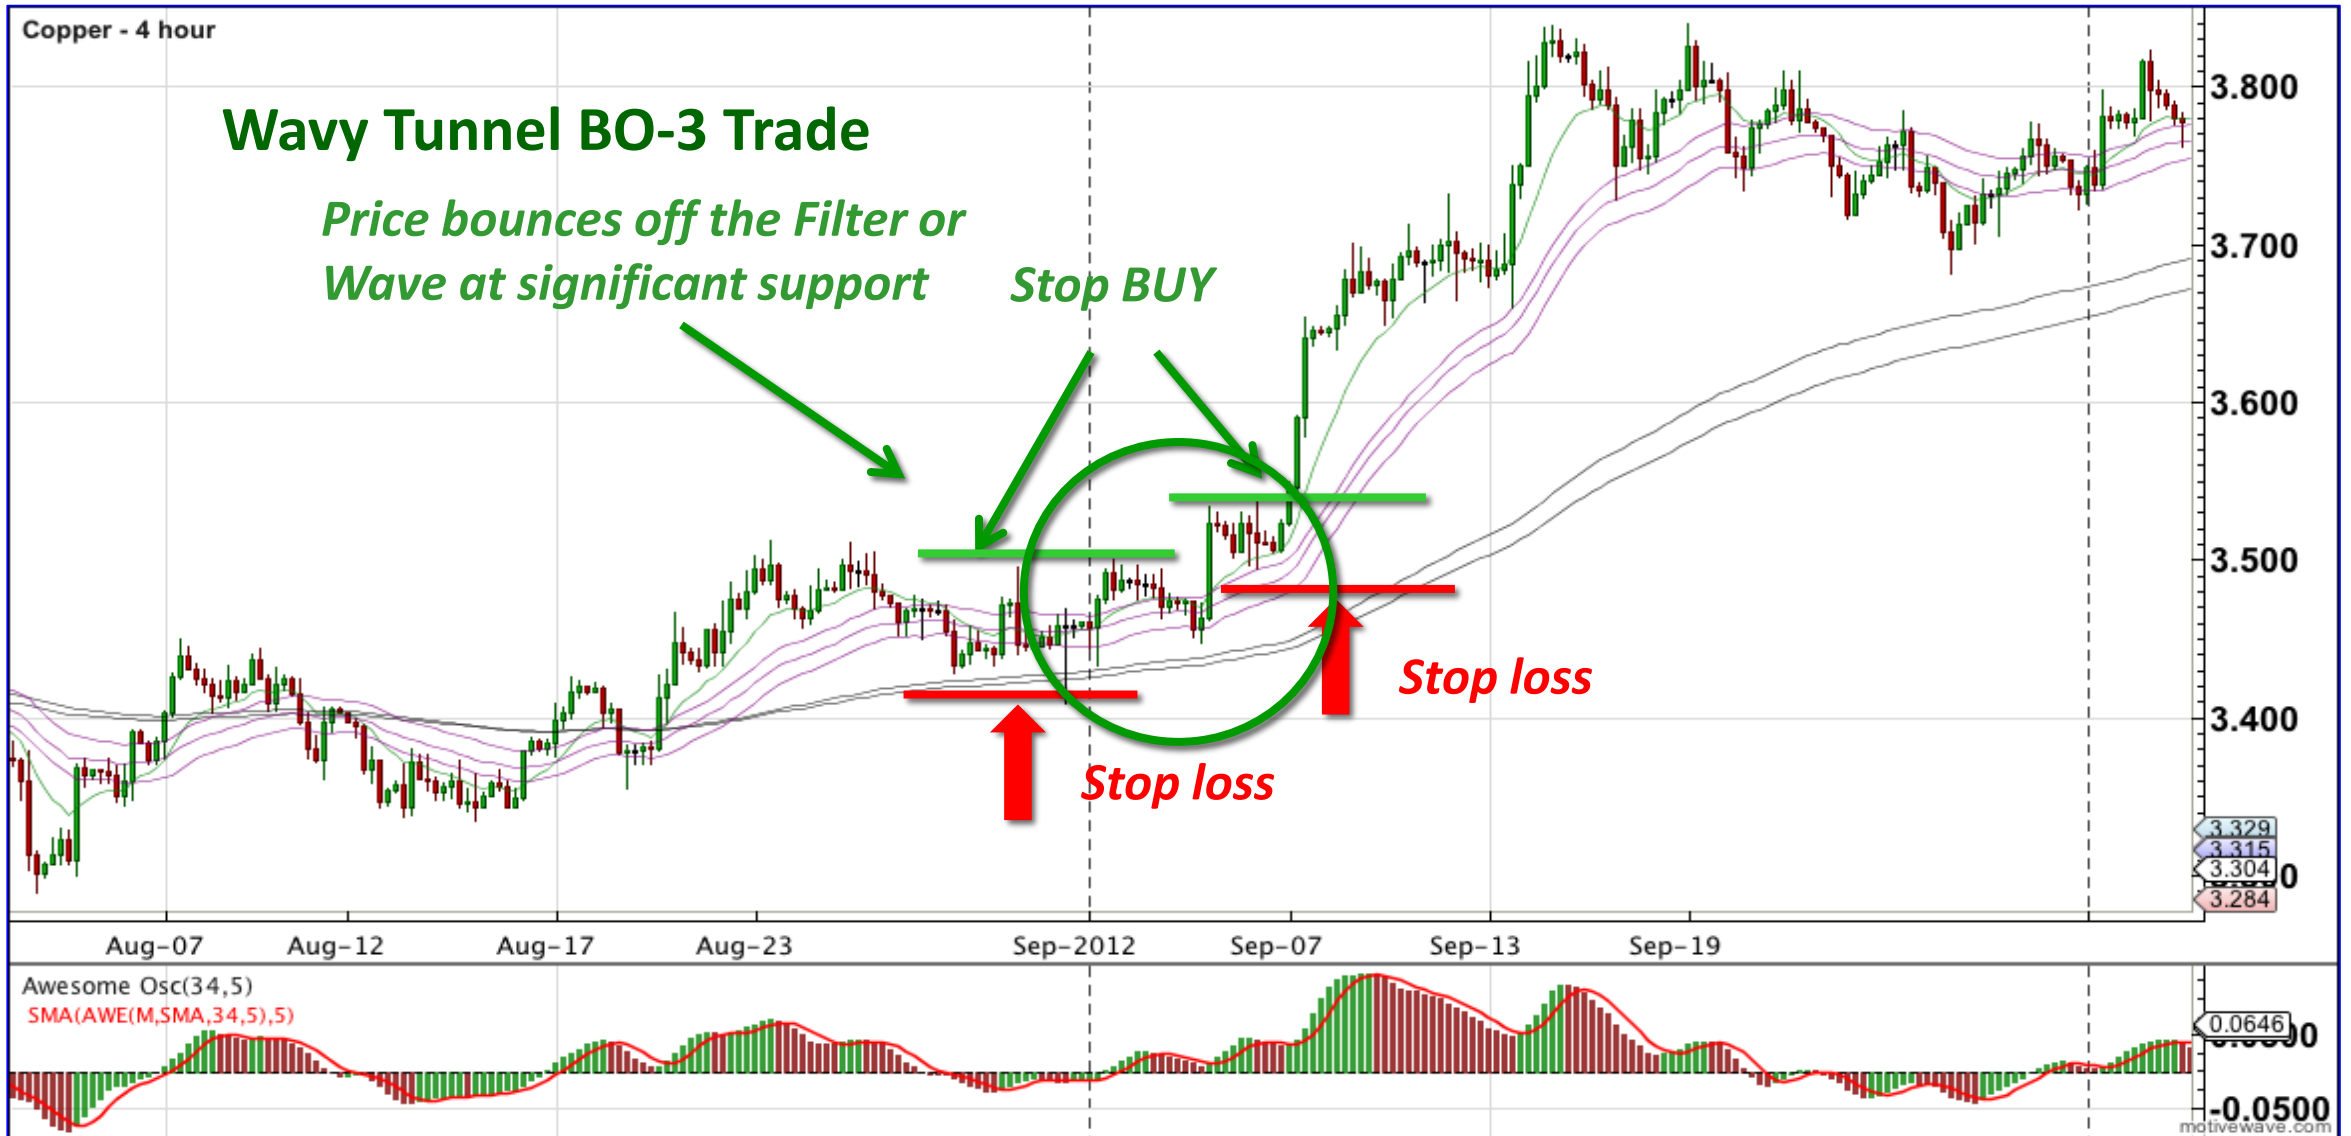 Copper - 4 hour
Wavy Tunnel BO-3 Trade
Price bounces off the Filter or
Wave at significant support
Stop BUY
Stop loss
Stop loss
3.800
3.700
3.600
3.500
3.400
3.329
3.315
3.304
3.284
Aug-07
Aug-12
Aug-17
Aug-23
Sep-2012
Sep-07
Sep-13
Sep-19
Awesome Osc(34,5)
SMA(AWE(M,SMA,34,5),5)
0.0646
-0.0500
motivewave.com